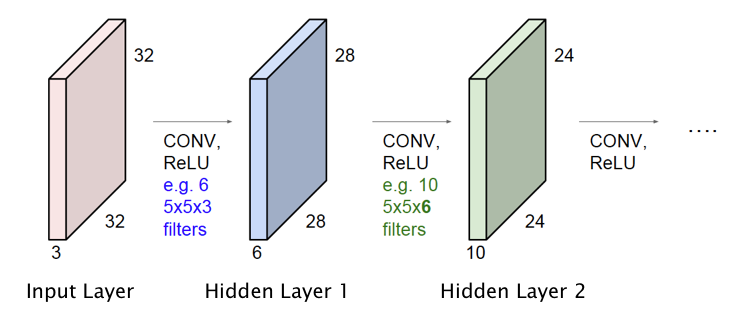 32
28
24
CONV,
ReLU
e.g. 6
5x5x3
filters
CONV,
ReLU
e.g. 10
5x5x6
filters
CONV,
ReLU
....
32
28
24
3
6
10
Input Layer
Hidden Layer 1
Hidden Layer 2